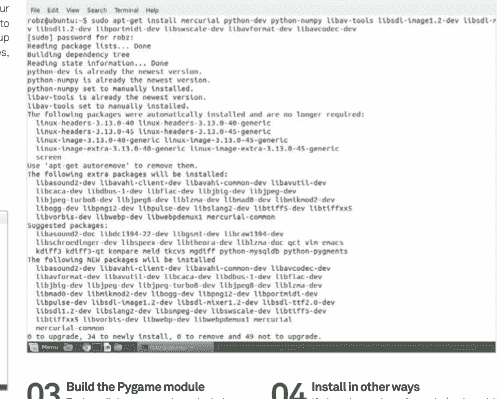 ur
to
up
es,
File Edit View Search Terminal Help
robz@ubuntu:~$ sudo apt-get install mercurial python-dev python-numpy libav-tools libsdl-image1.2-dev libsdl-
v libsdl1.2-dev libportmidi-dev libswscale-dev libavformat-dev libavcodec-dev
[sudo] password for robz:
Reading package lists... Done
Building dependency tree
Reading state information... Done
python-dev is already the newest version.
python-numpy is already the newest version.
python-numpy set to manually installed.
libav-tools is already the newest version.
libav-tools set to manually installed.
The following packages were automatically installed and are no longer required:
linux-headers-3.13.0-40 linux-headers-3.13.0-40-generic
linux-headers-3.13.0-45 linux-headers-3.13.0-45-generic
linux-image-3.13.0-40-generic linux-image-3.13.0-45-generic
linux-image-extra-3.13.0-40-generic linux-image-extra-3.13.0-45-generic
screen
Use 'apt-get autoremove' to remove them.
The following extra packages will be installed:
libasound2-dev libavahi-client-dev libavahi-common-dev libavutil-dev
libcaca-dev libdbus-1-dev libflac-dev libjbig-dev libjpeg-dev
libjpeg-turbo8-dev libjpeg8-dev liblzma-dev libmad0-dev libmikmod2-dev
libogg-dev libpng12-dev libpulse-dev libslang2-dev libtiff5-dev libtiffxx5
libvorbis-dev libwebp-dev libwebpdemux1 mercurial-common
Suggested packages:
libasound2-doc libdc1394-22-dev libgsm1-dev libraw1394-dev
libschroedinger-dev libspeex-dev libtheora-dev liblzma-doc qct vim emacs
kdiff3 kdiff3-qt kompare meld tkcvs mgdiff python-mysqldb python-pygments
The following NEW packages will be installed
libasound2-dev libavahi-client-dev libavahi-common-dev libavcodec-dev
libavformat-dev libavutil-dev libcaca-dev libdbus-1-dev libflac-dev
libjbig-dev libjpeg-dev libjpeg-turbo8-dev libjpeg8-dev liblzma-dev
libmad0-dev libmikmod2-dev libogg-dev libpng12-dev libportmidi-dev
libpulse-dev libsdl-image1.2-dev libsdl-mixer1.2-dev libsdl-ttf2.0-dev
libsdl1.2-dev libslang2-dev libsmpeg-dev libswscale-dev libtiff5-dev
libtiffxx5 libvorbis-dev libwebp-dev libwebpdemux1 mercurial
mercurial-common
0 to upgrade, 34 to newly install, 0 to remove and 49 not to upgrade.
Menu
03 Build the Pygame module
04 Install in other ways